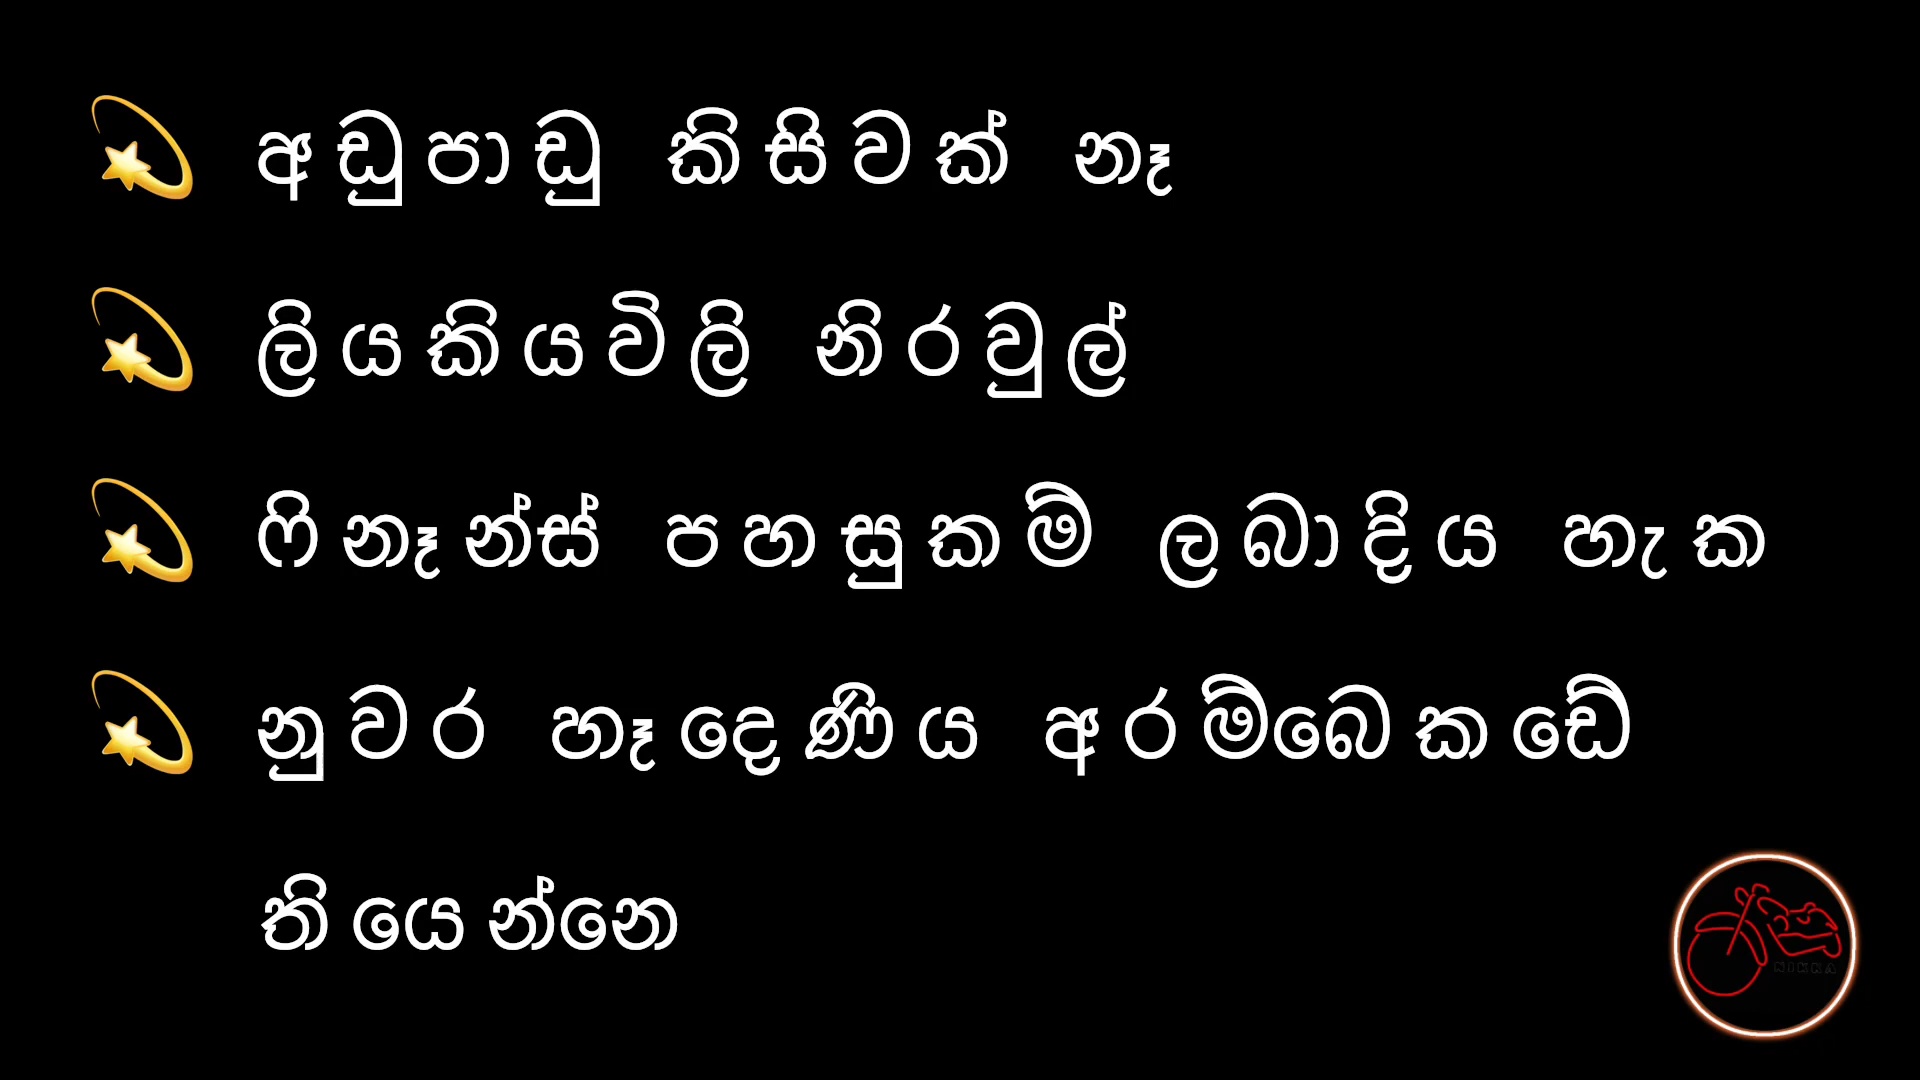 💫 අඩුපාඩු කිසිවක් නෑ
💫 ලියකියවිලි නිරවුල්
💫 ෆිනෑන්ස් පහසුකම් ලබාදිය හැක
💫 නුවර හෑදෙණිය අරම්බෙකඩේ
තියෙන්නෙ